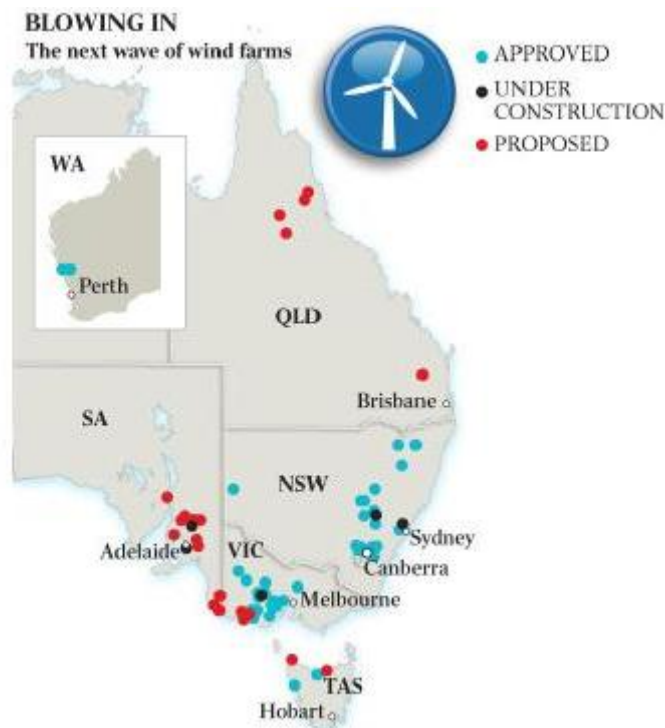 BLOWING IN
The next wave of wind farms
APPROVED
UNDER
CONSTRUCTION
PROPOSED
WA
Perth
QLD
Brisbane
SA
NSW
Sydney
Adelaide
VIC
Canberra
Melbourne
TAS
Hobart